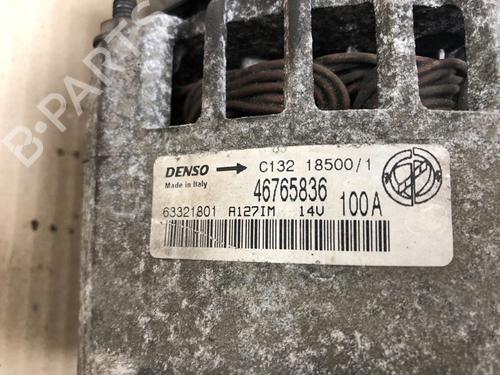 B-PARTS
DENSO → C132 18500/1
Made in Italy
46765836
63321801 A127IM 14V 100A